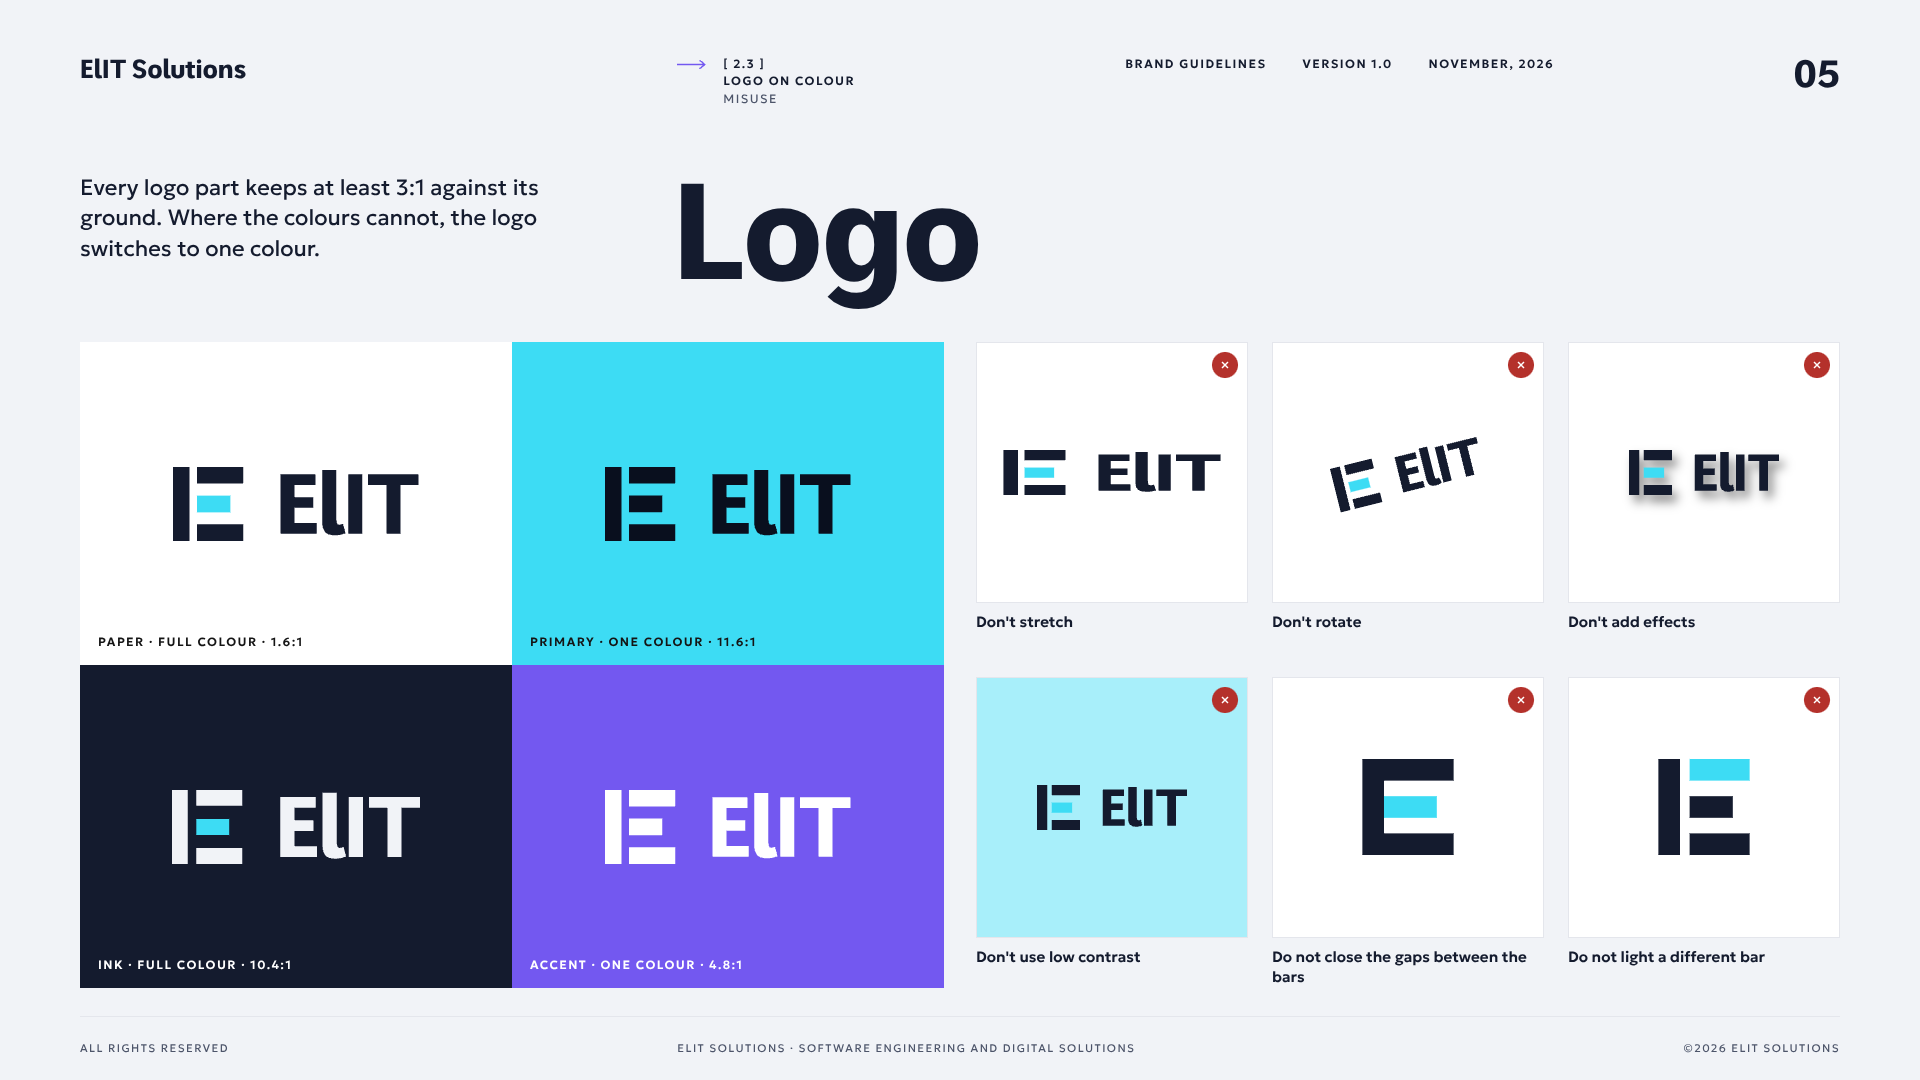 ElIT Solutions
[ 2.3 ]
LOGO ON COLOUR
MISUSE
BRAND GUIDELINES
VERSION 1.0
NOVEMBER, 2026
05
Every logo part keeps at least 3:1 against its
ground. Where the colours cannot, the logo
switches to one colour.
Logo
ElIT
PAPER · FULL COLOUR · 1.6:1
ElIT
PRIMARY · ONE COLOUR · 11.6:1
ElIT
INK · FULL COLOUR · 10.4:1
ElIT
ACCENT · ONE COLOUR · 4.8:1
ElIT
Don't stretch
ElIT
Don't rotate
ElIT
Don't add effects
ElIT
Don't use low contrast
E
Do not close the gaps between the
bars
E
Do not light a different bar
ALL RIGHTS RESERVED
ELIT SOLUTIONS · SOFTWARE ENGINEERING AND DIGITAL SOLUTIONS
©2026 ELIT SOLUTIONS